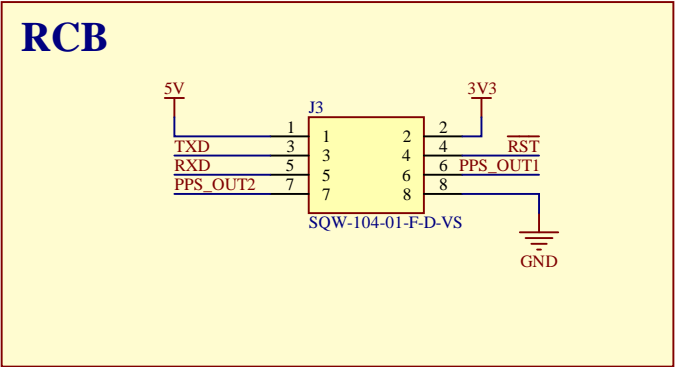 RCB
5V 3V3
J3
1 1 2 2
TXD 3 3 4 4 RST
RXD 5 5 6 6 PPS_OUT1
PPS_OUT2 7 7 8 8
SQW-104-01-F-D-VS
GND